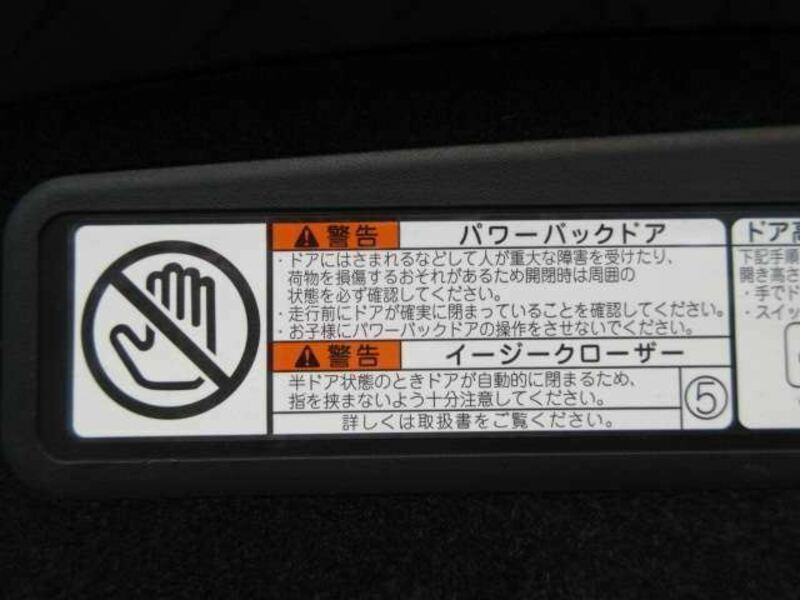 警告 パワーバックドア
・ドアにはさまれるなどして人が重大な障害を受けたり、
荷物を損傷するおそれがあるため開閉時は周囲の
状態を必ず確認してください。
・走行前にドアが確実に閉まっていることを確認してください。
・お子様にパワーバックドアの操作をさせないでください。
警告 イージークローザー
半ドア状態のときドアが自動的に閉まるため、
指を挟まないよう十分注意してください。
⑤
詳しくは取扱書をご覧ください。
ドア高
下記手順
開き高さ
・手でド
・スイッ